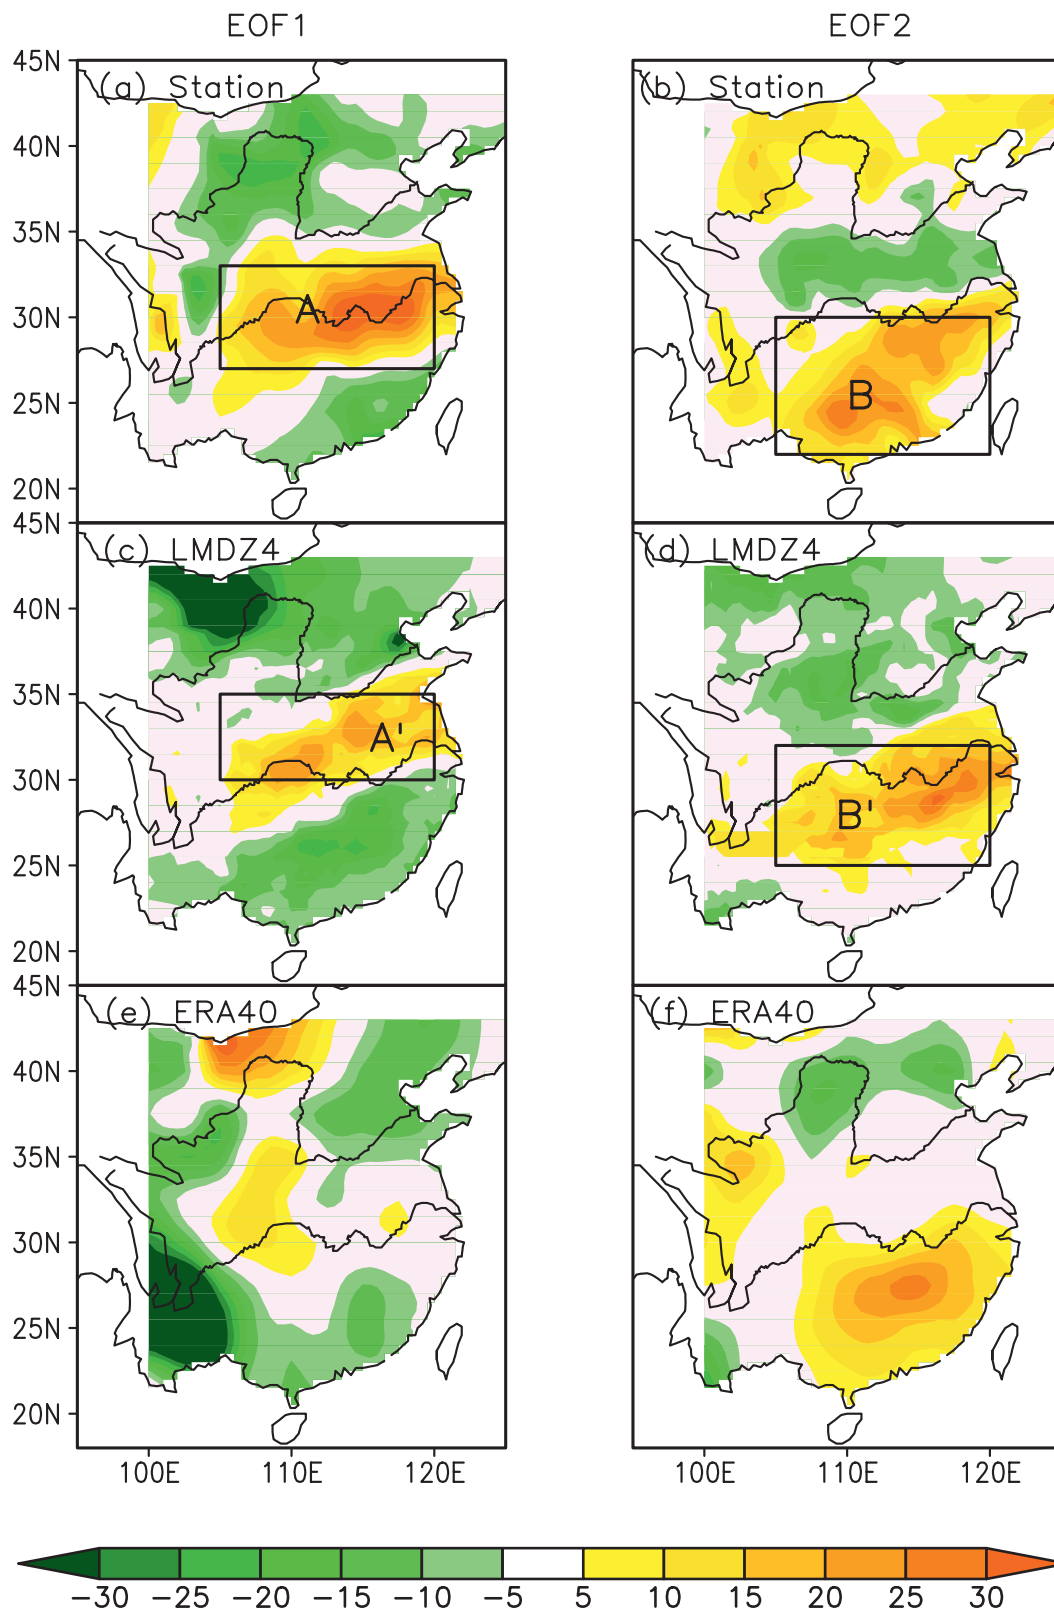 EOF1 EOF2
45N
(a) Station (b) Station
40N
35N
30N
A
25N
B
20N
45N
(c) LMDZ4 (d) LMDZ4
40N
35N
A'
30N
B'
25N
20N
45N
(e) ERA40 (f) ERA40
40N
35N
30N
25N
20N
100E 110E 120E 100E 110E 120E
−30 −25 −20 −15 −10 −5 5 10 15 20 25 30